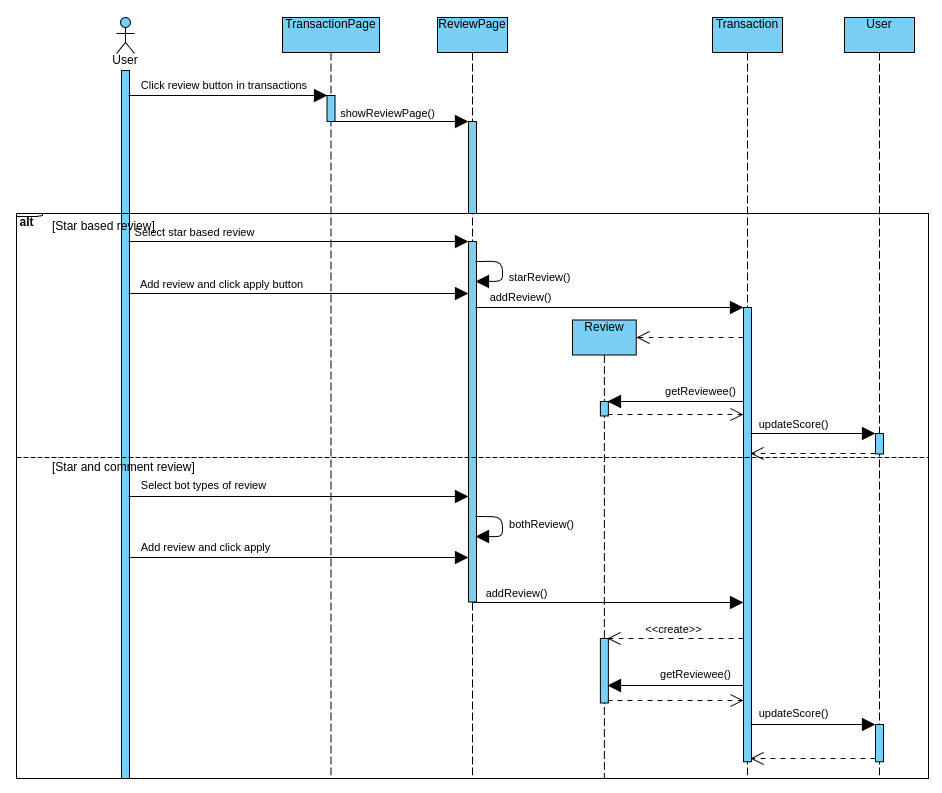 TransactionPage
ReviewPage
Transaction
User
User
Click review button in transactions
showReviewPage()
alt
[Star based review]
Select star based review
starReview()
Add review and click apply button
addReview()
Review
getReviewee()
updateScore()
[Star and comment review]
Select bot types of review
bothReview()
Add review and click apply
addReview()
<<create>>
getReviewee()
updateScore()